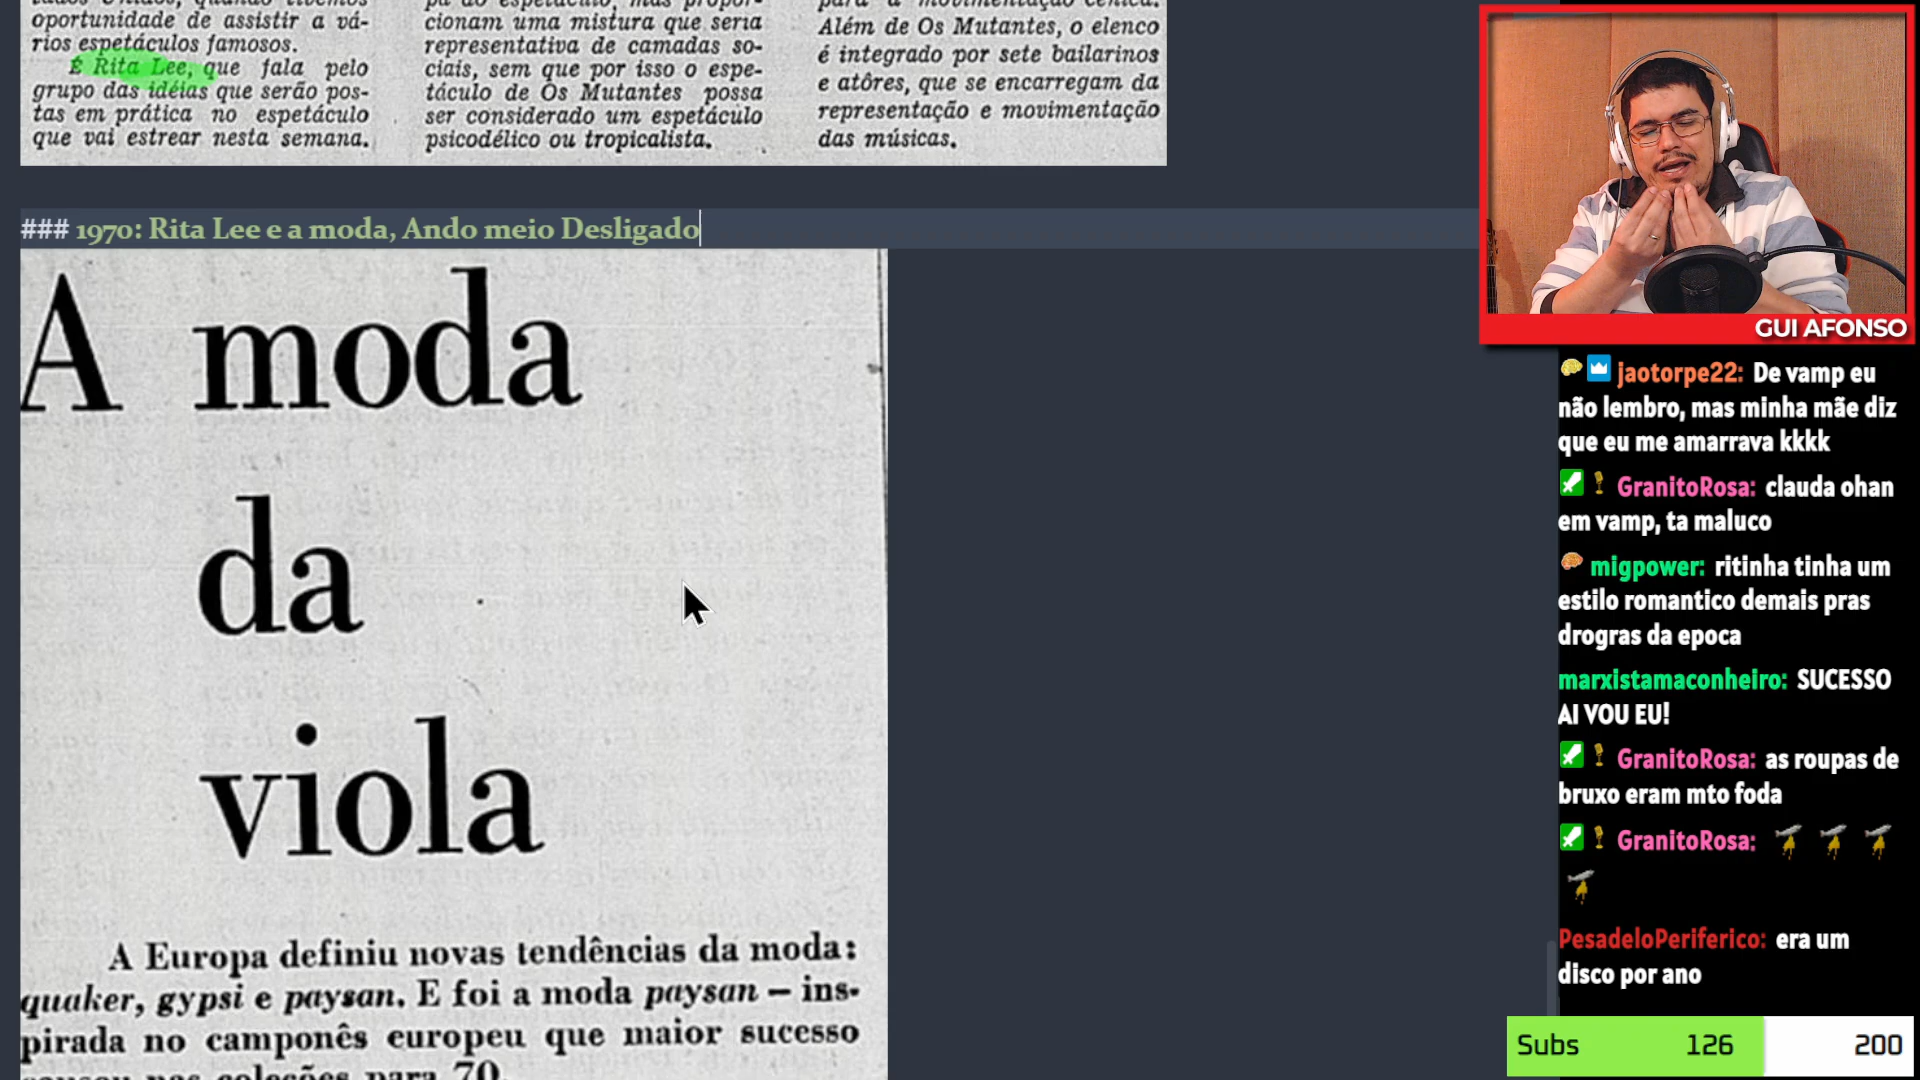 oportunidade de assistir a vá-
rios espetáculos famosos.
É Rita Lee, que fala pelo
grupo das idéias que serão pos-
tas em prática no espetáculo
que vai estrear nesta semana.
cionam uma mistura que seria
representativa de camadas so-
ciais, sem que por isso o espe-
táculo de Os Mutantes possa
ser considerado um espetáculo
psicodélico ou tropicalista.
Além de Os Mutantes, o elenco
é integrado por sete bailarinos
e atôres, que se encarregam da
representação e movimentação
das músicas.
### 1970: Rita Lee e a moda, Ando meio Desligado
A moda
da
viola
A Europa definiu novas tendências da moda:
quaker, gypsi e paysan. E foi a moda paysan — ins-
pirada no camponês europeu que maior sucesso
coleções para 70.
GUI AFONSO
jaotorpe22: De vamp eu
não lembro, mas minha mãe diz
que eu me amarrava kkkk
GranitoRosa: clauda ohan
em vamp, ta maluco
migpower: ritinha tinha um
estilo romantico demais pras
drogras da epoca
marxistamaconheiro: SUCESSO
AI VOU EU!
GranitoRosa: as roupas de
bruxo eram mto foda
GranitoRosa:
PesadeloPeriferico: era um
disco por ano
Subs 126 200